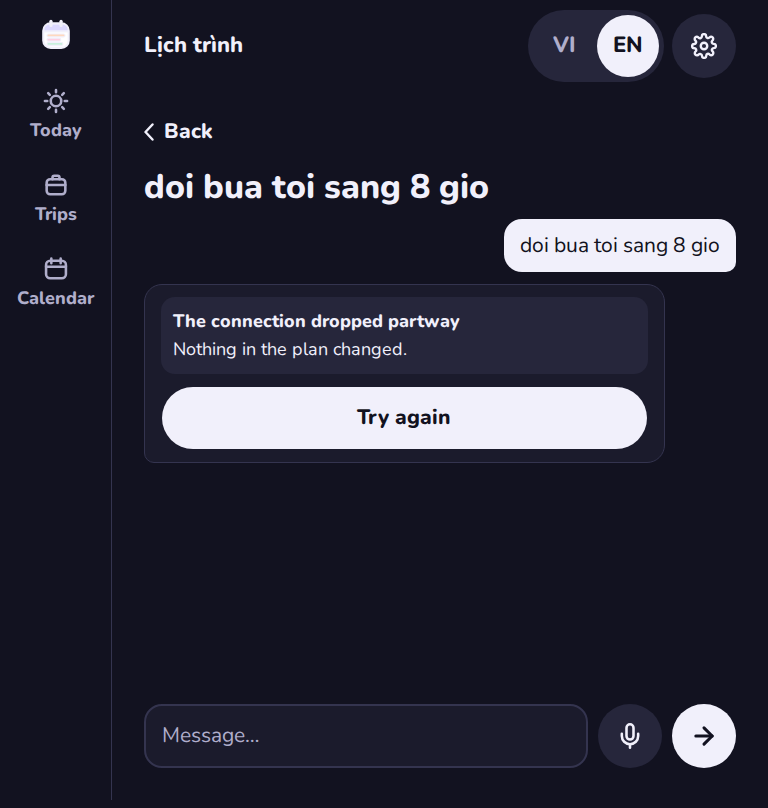 Lịch trình
VI
EN
Today
Trips
Calendar
Back
doi bua toi sang 8 gio
doi bua toi sang 8 gio
The connection dropped partway
Nothing in the plan changed.
Try again
Message...